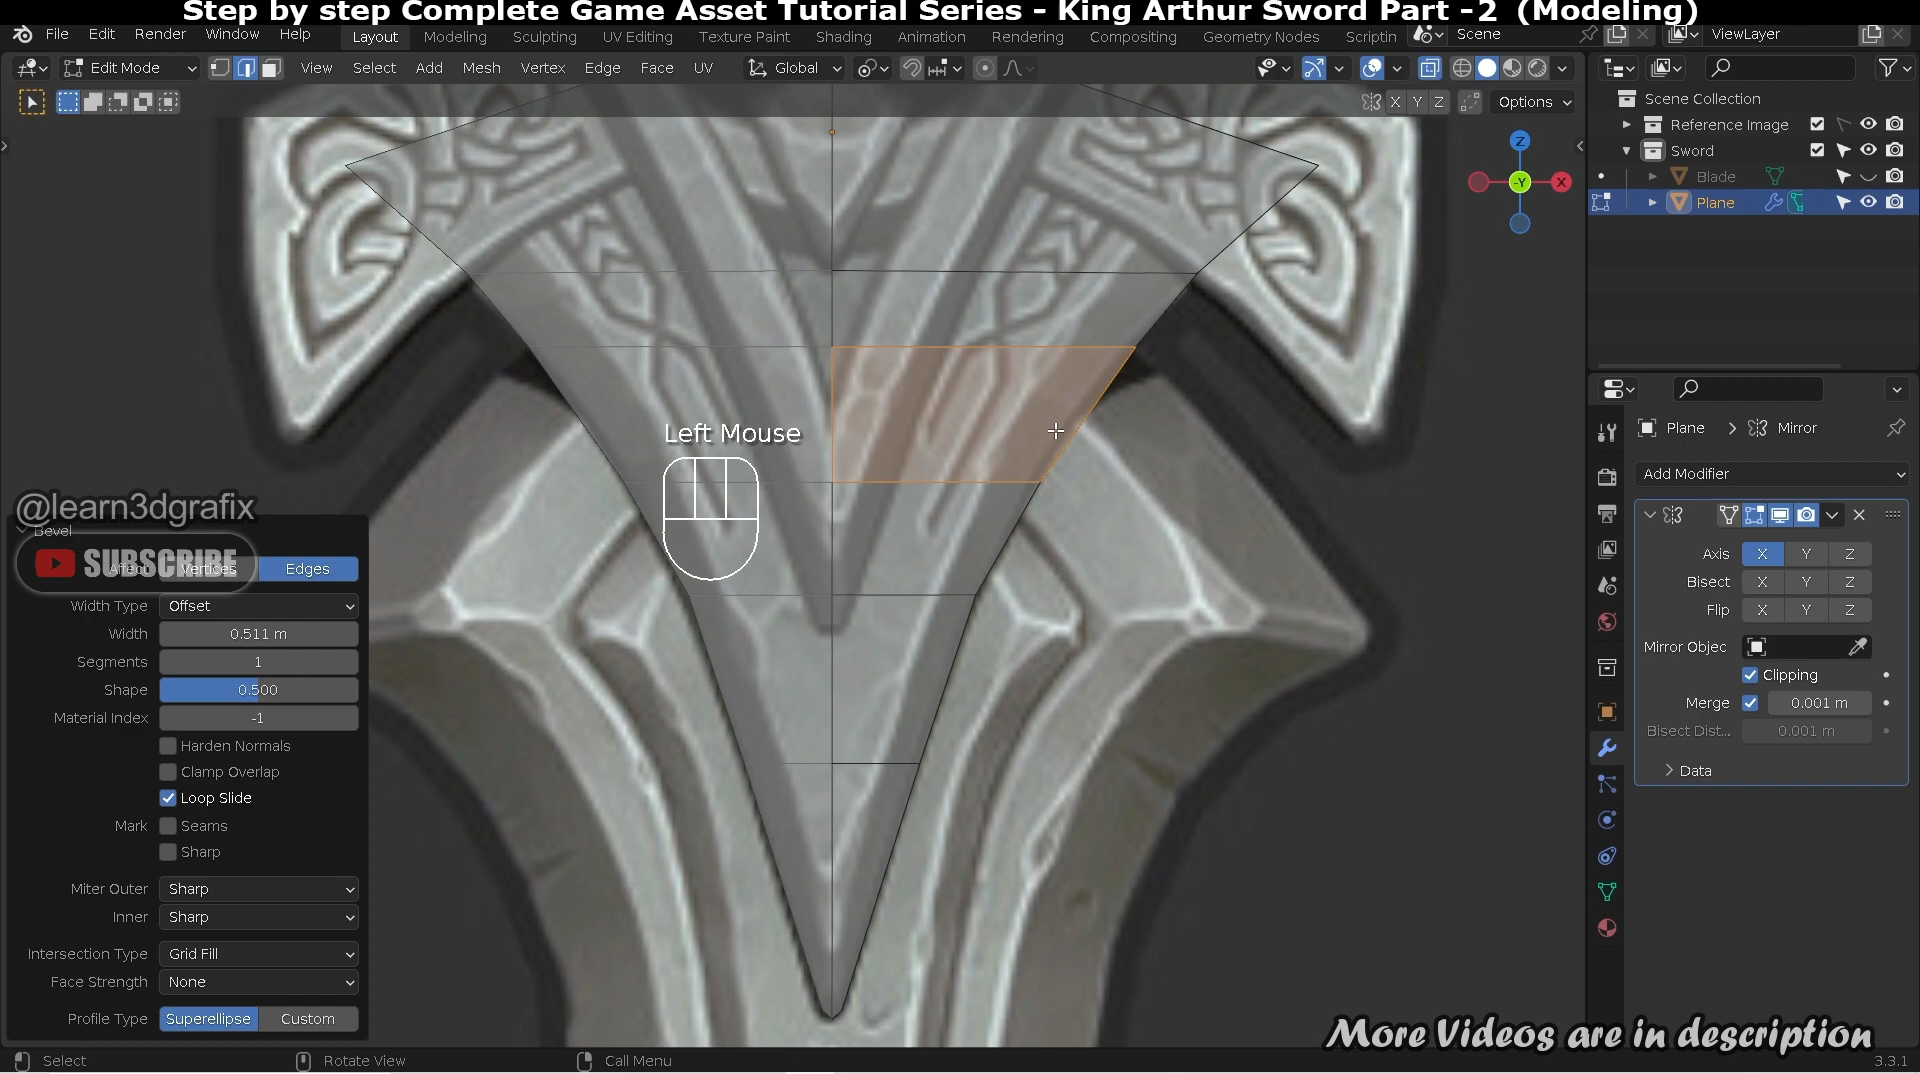 Step by step Complete Game Asset Tutorial Series - King Arthur Sword Part -2 (Modeling)
File Edit Render Window Help Layout Modeling Sculpting UV Editing Texture Paint Shading Animation Rendering Compositing Geometry Nodes Scriptin Scene ViewLayer
Edit Mode View Select Add Mesh Vertex Edge Face UV Global
X Y Z Options
Scene Collection
Reference Image
Sword
Blade
Plane
Z
-Y X
Plane > Mirror
Add Modifier
Axis X Y Z
Bisect X Y Z
Flip X Y Z
Mirror Objec
Clipping
Merge 0.001 m
Bisect Dist... 0.001 m
Data
Left Mouse
@learn3dgrafix
Bevel
SUBSCRIBE
Affect Vertices Edges
Width Type Offset
Width 0.511 m
Segments 1
Shape 0.500
Material Index -1
Harden Normals
Clamp Overlap
Loop Slide
Mark Seams
Sharp
Miter Outer Sharp
Inner Sharp
Intersection Type Grid Fill
Face Strength None
Profile Type Superellipse Custom
More Videos are in description
Select Rotate View Call Menu 3.3.1